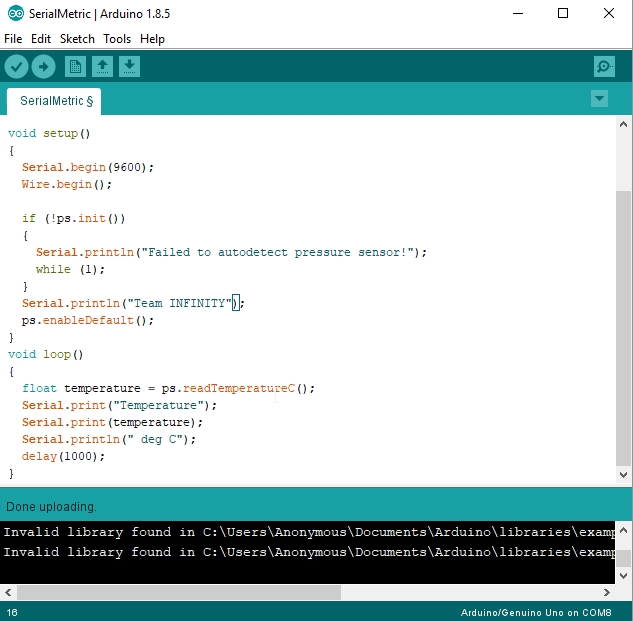 SerialMetric | Arduino 1.8.5
File Edit Sketch Tools Help
SerialMetric §
void setup()
{
  Serial.begin(9600);
  Wire.begin();

  if (!ps.init())
  {
    Serial.println("Failed to autodetect pressure sensor!");
    while (1);
  }
  Serial.println("Team INFINITY");
  ps.enableDefault();
}
void loop()
{
  float temperature = ps.readTemperatureC();
  Serial.print("Temperature");
  Serial.print(temperature);
  Serial.println(" deg C");
  delay(1000);
}
Done uploading.
Invalid library found in C:\Users\Anonymous\Documents\Arduino\libraries\examp
Invalid library found in C:\Users\Anonymous\Documents\Arduino\libraries\examp
16 Arduino/Genuino Uno on COM8